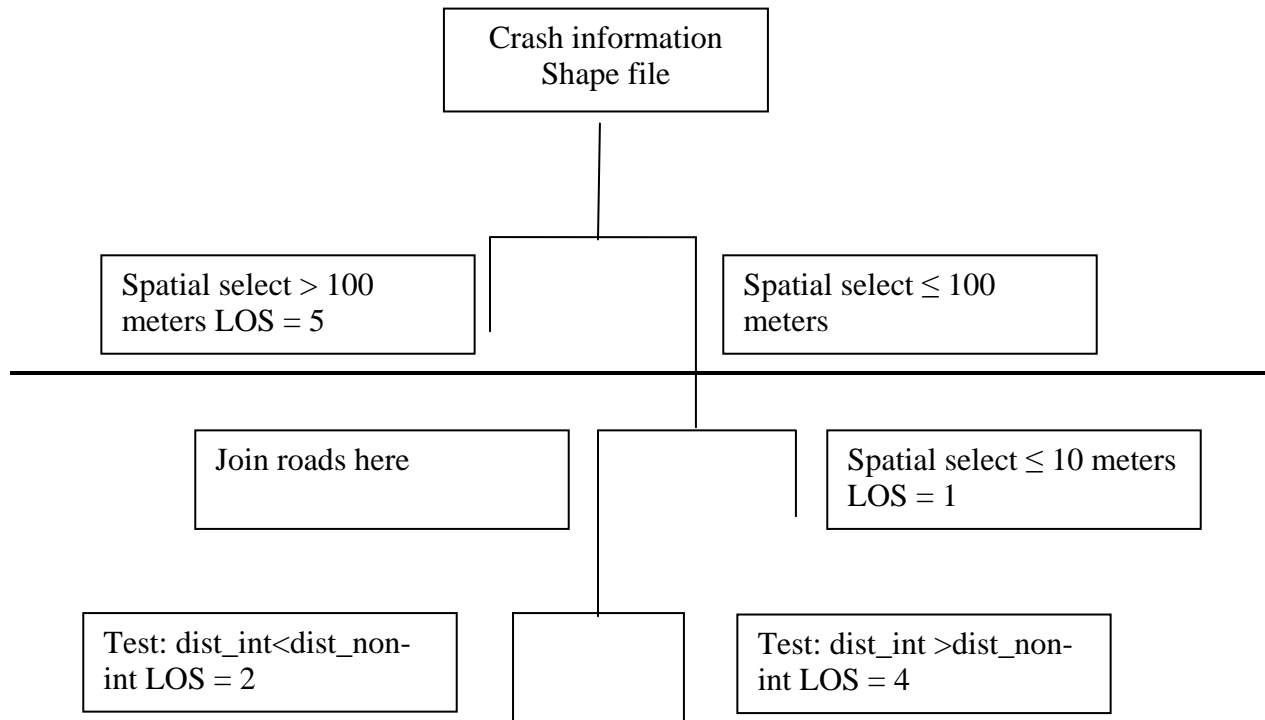 Crash information
Shape file
Spatial select > 100
meters LOS = 5
Spatial select ≤ 100
meters
Join roads here
Spatial select ≤ 10 meters
LOS = 1
Test: dist_int<dist_non-
int LOS = 2
Test: dist_int >dist_non-
int LOS = 4